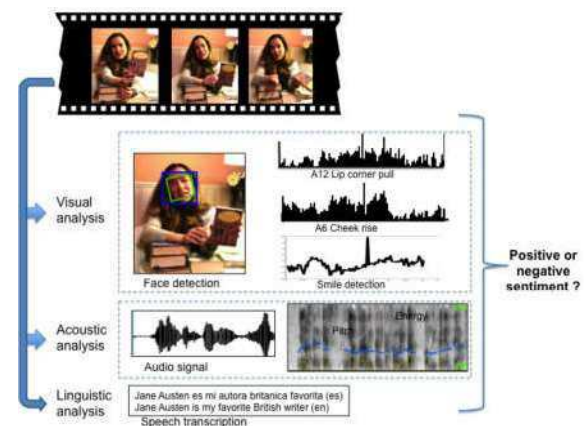 A12 Lip corner pull
Visual
analysis
A6 Cheek rise
Face detection
Smile detection
Positive or
negative
sentiment ?
Acoustic
analysis
Energy
Pitch
Audio signal
Linguistic
analysis
Jane Austen es mi autora britanica favorita (es)
Jane Austen is my favorite British writer (en)
Speech transcription